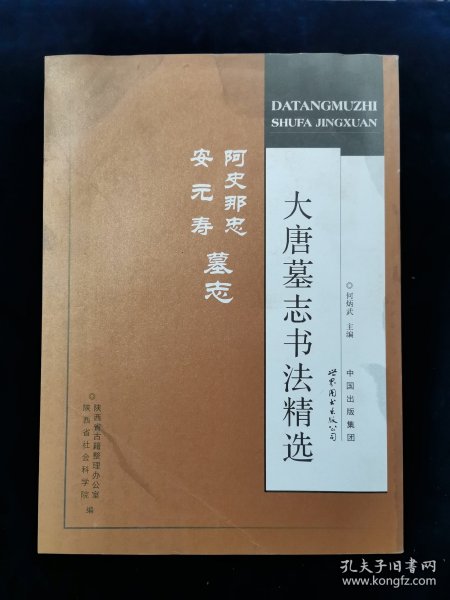 DATANGMUZHI
SHUFA JINGXUAN
大唐墓志书法精选
◎何炳武 主编
中国出版集团
世界图书出版公司
阿史那忠
安元寿
墓志
◎陕西省古籍整理办公室
陕西省社会科学院 编
孔夫子旧书网
www.kongfz.com